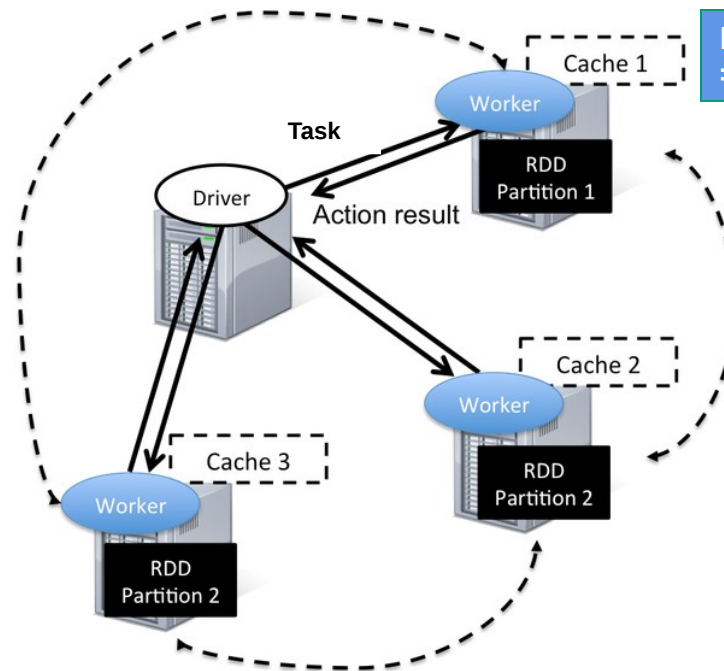 Cache 1
Worker
Task
RDD
Partition 1
Driver
Action result
Cache 2
Worker
RDD
Partition 2
Cache 3
Worker
RDD
Partition 2